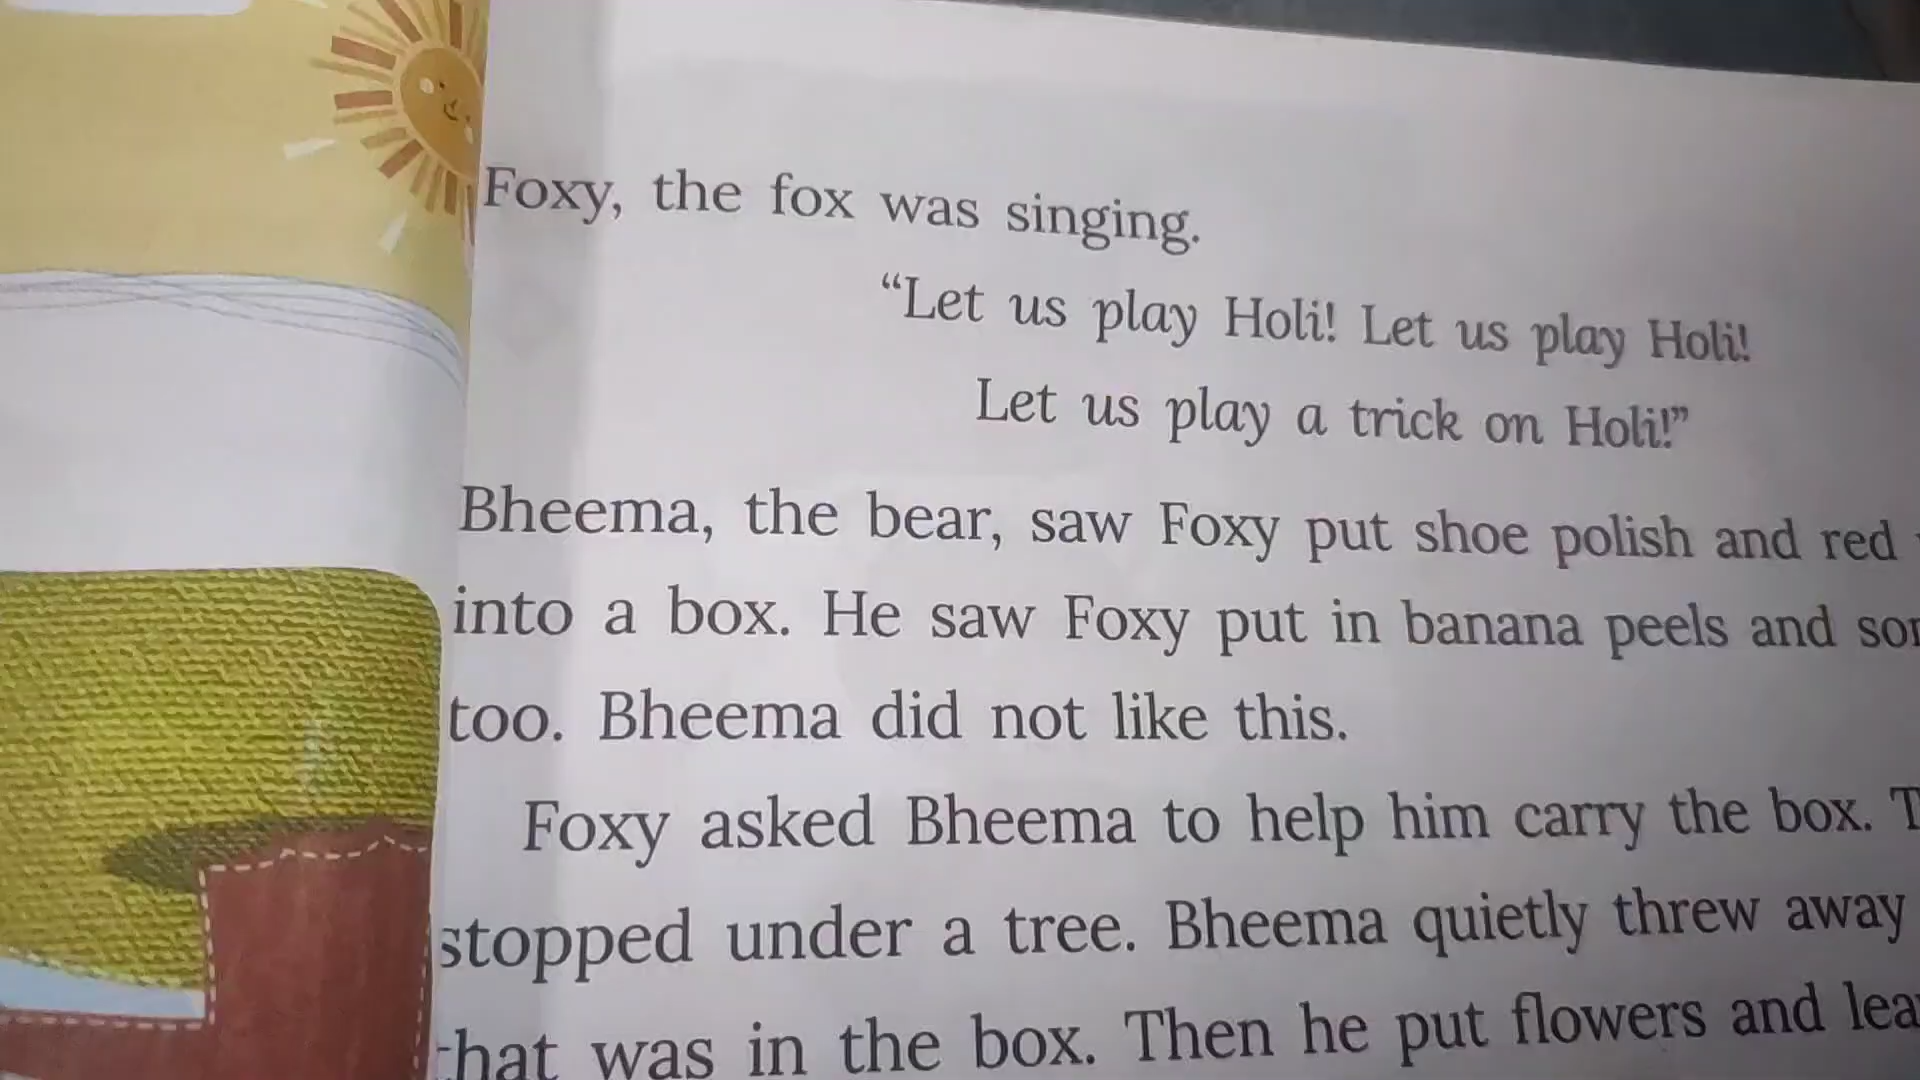 Foxy, the fox was singing.
“Let us play Holi! Let us play Holi!
Let us play a trick on Holi!”
Bheema, the bear, saw Foxy put shoe polish and red
into a box. He saw Foxy put in banana peels and
too. Bheema did not like this.
Foxy asked Bheema to help him carry the box.
stopped under a tree. Bheema quietly threw away
that was in the box. Then he put flowers and